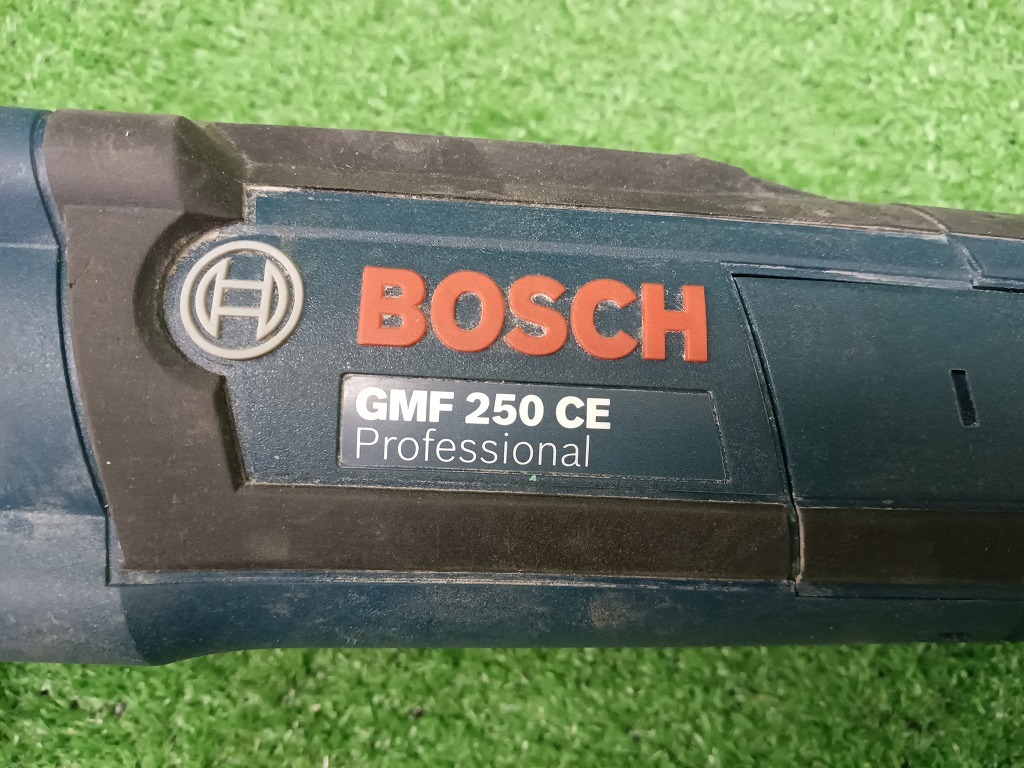 BOSCH
GMF 250 CE
Professional